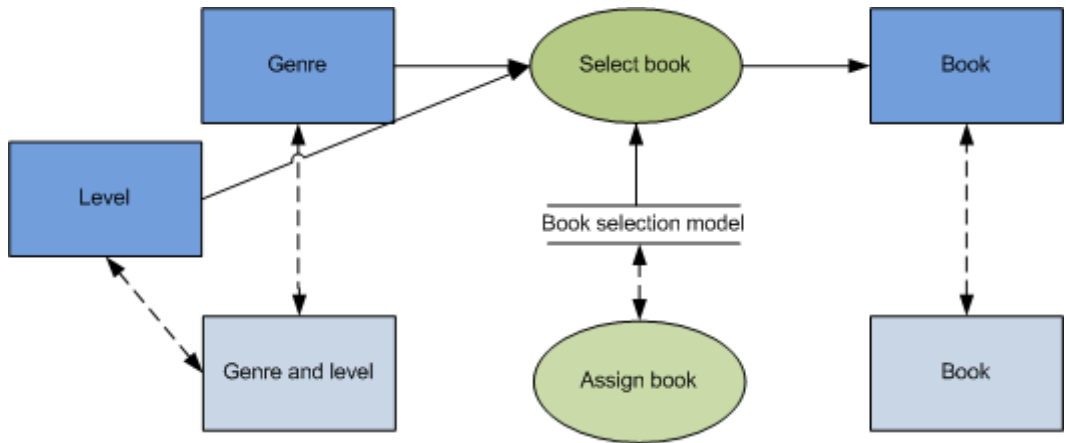 Genre
Select book
Book
Level
Book selection model
Genre and level
Assign book
Book